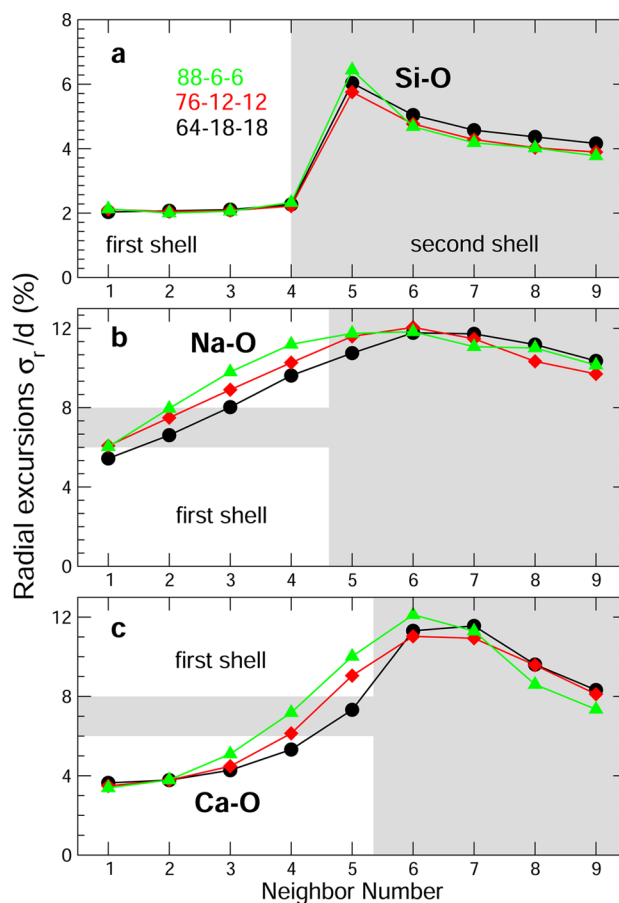 a
88-6-6
76-12-12
64-18-18
Si-O
first shell
second shell
8
6
4
2
0
1 2 3 4 5 6 7 8 9
b
Na-O
first shell
12
8
4
0
1 2 3 4 5 6 7 8 9
c
first shell
Ca-O
12
8
4
0
1 2 3 4 5 6 7 8 9
Radial excursions σr/d (%)
Neighbor Number